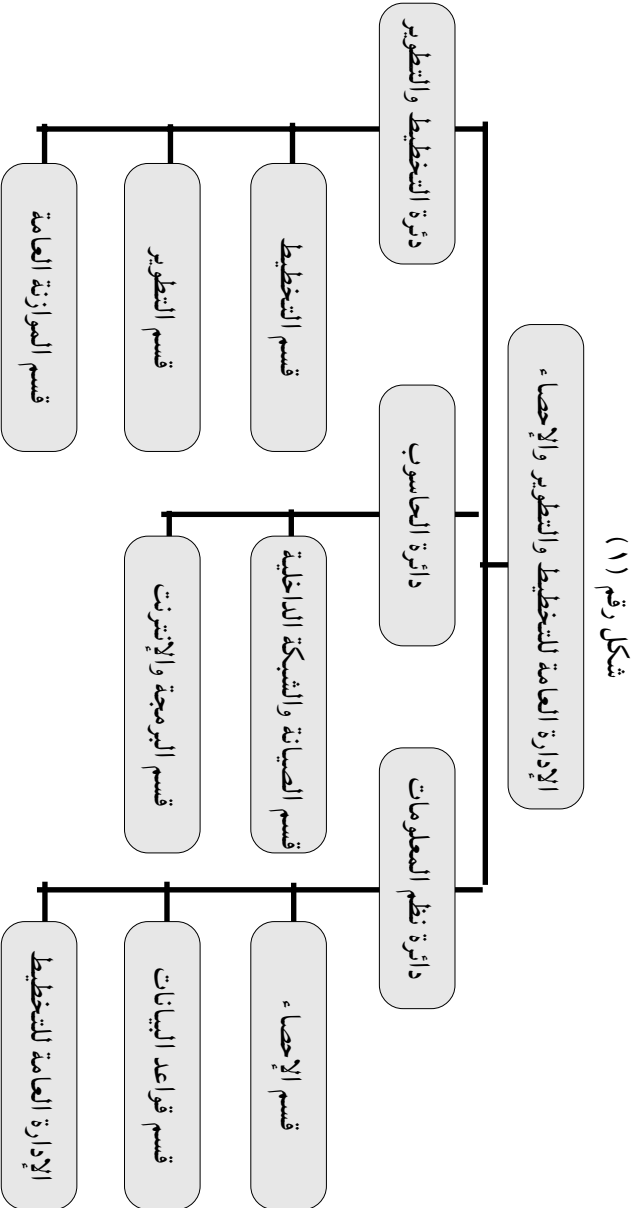 شكل رقم (١)
الإدارة العامة للتخطيط والتطوير والإحصاء
دئرة التخطيط والتطوير
قسم التخطيط
قسم التطوير
قسم الموازنة العامة
دائرة الحاسوب
قسم الصيانة والشبكة الداخلية
قسم البرمجة والإنترنت
دائرة نظم المعلومات
قسم الإحصاء
قسم قواعد البيانات
الإدارة العامة للتخطيط